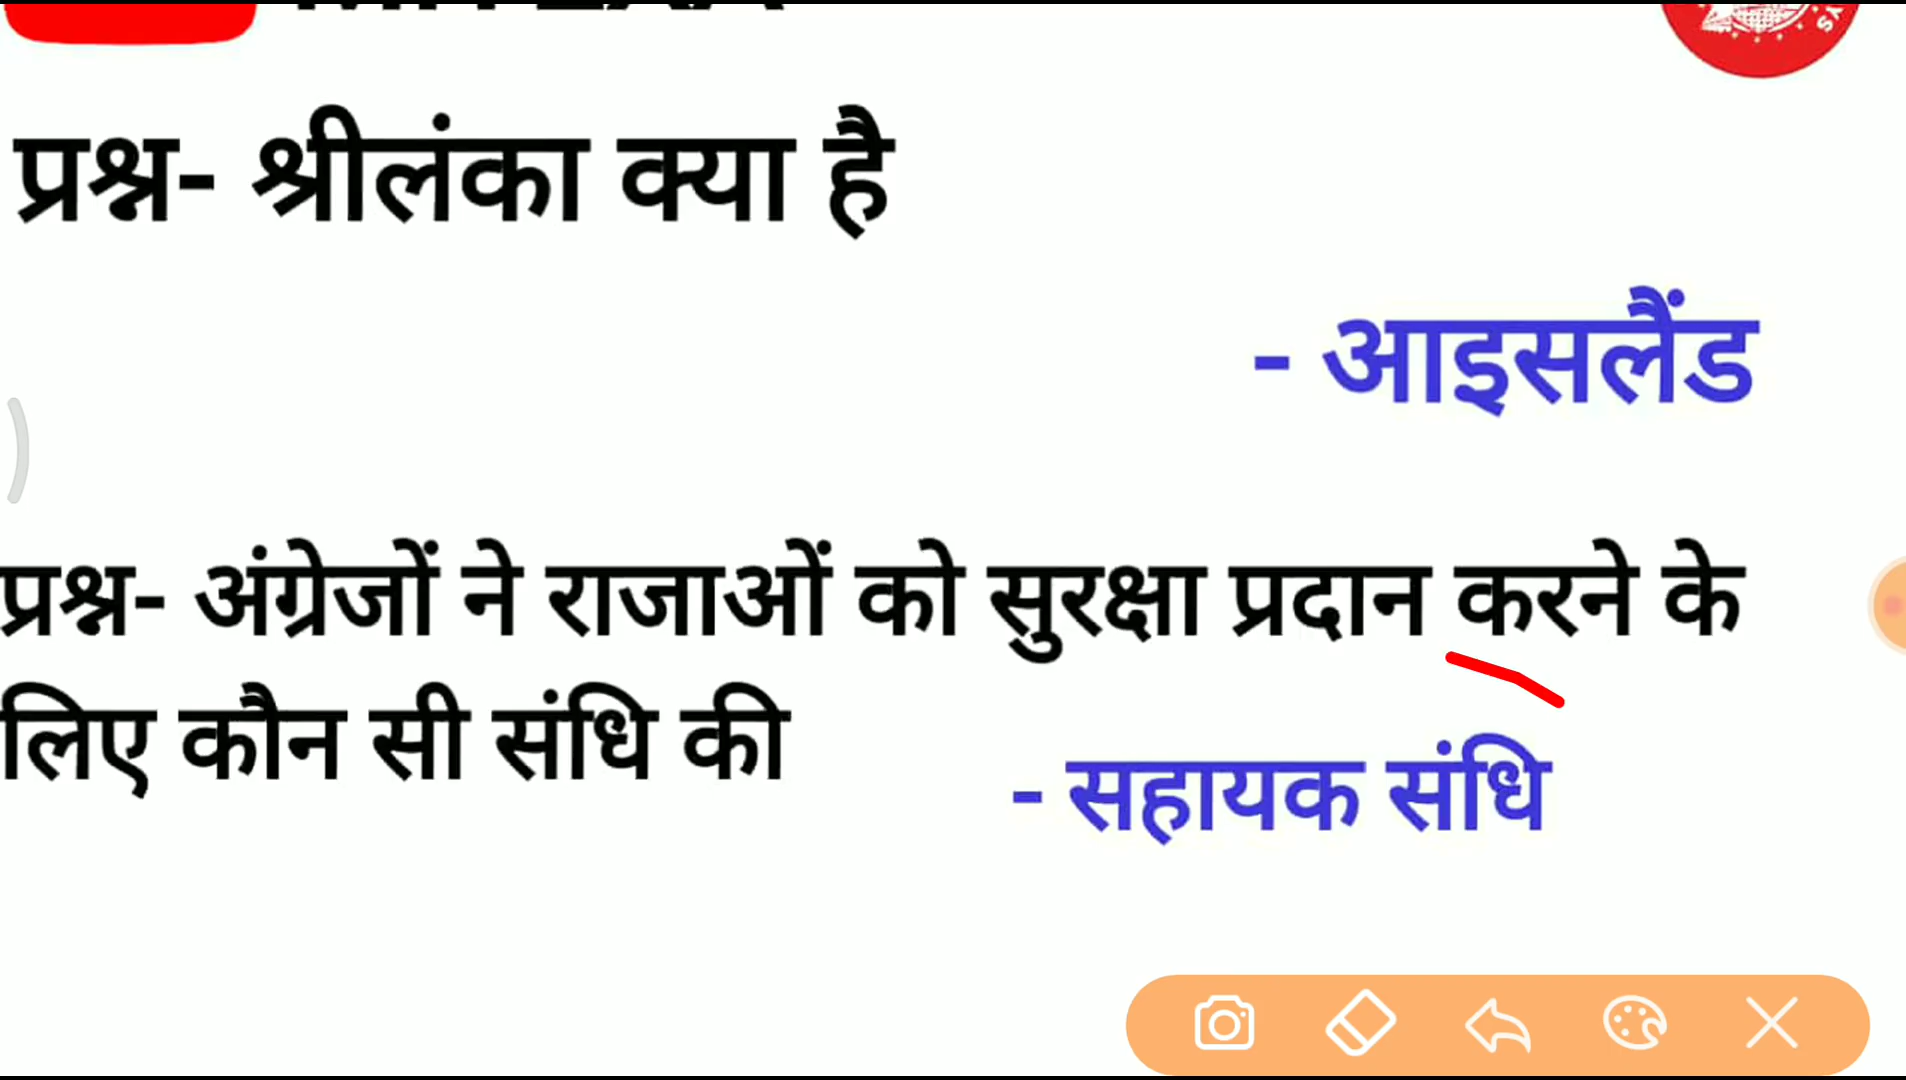 प्रश्न- श्रीलंका क्या है
- आइसलैंड
प्रश्न- अंग्रेजों ने राजाओं को सुरक्षा प्रदान करने के
लिए कौन सी संधि की
- सहायक संधि